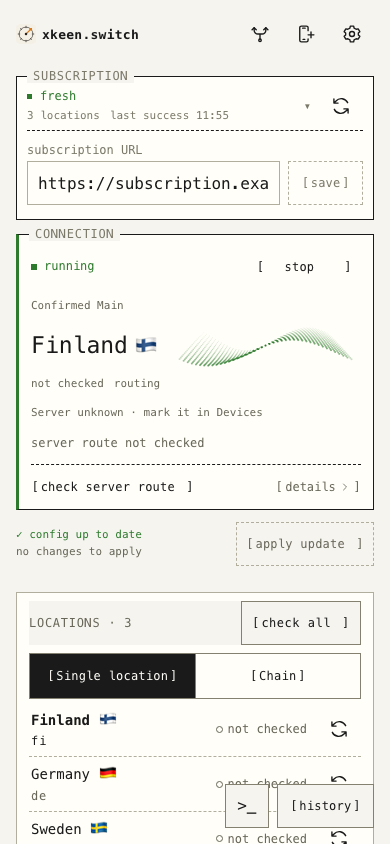 xkeen.switch
SUBSCRIPTION
fresh
3 locations last success 11:55
subscription URL
https://subscription.exa
[save]
CONNECTION
running
[ stop ]
Confirmed Main
Finland
not checked routing
Server unknown · mark it in Devices
server route not checked
[check server route ]
[details > ]
✓ config up to date
no changes to apply
[apply update ]
LOCATIONS · 3
[check all ]
[Single location]
[Chain]
Finland
fi
not checked
Germany
de
not checked
>_
[history]
Sweden
not checked